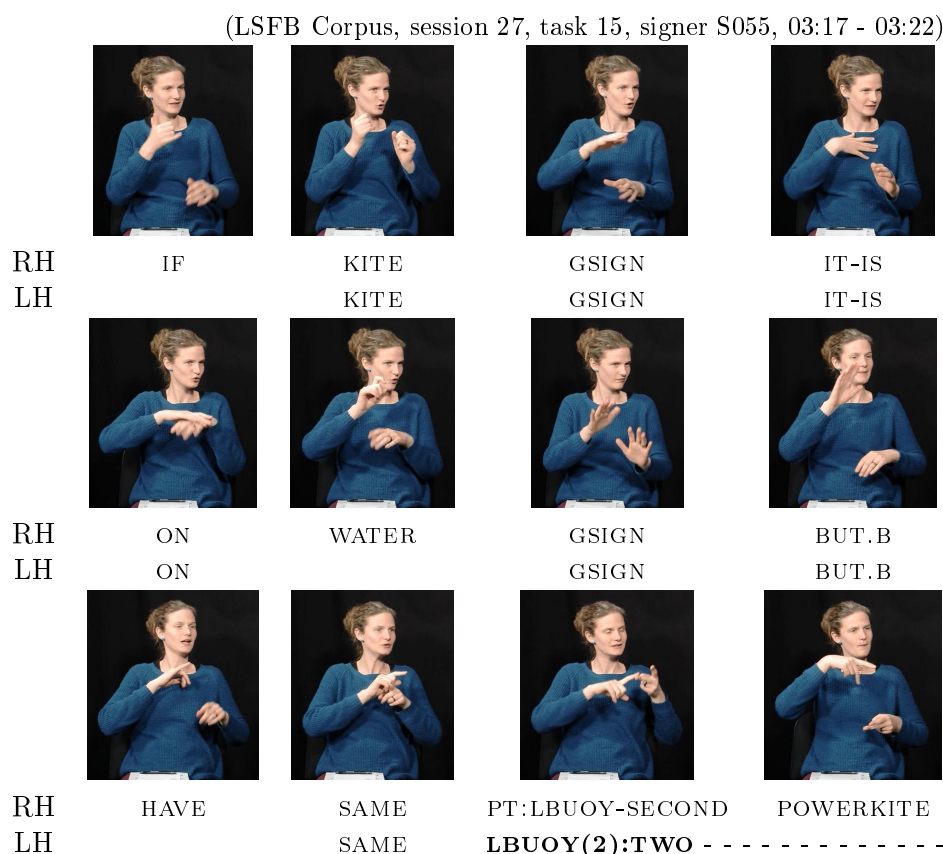 (LSFB Corpus, session 27, task 15, signer S055, 03:17 - 03:22)
RH IF KITE GSIGN IT-IS
LH KITE GSIGN IT-IS
RH ON WATER GSIGN BUT.B
LH ON GSIGN BUT.B
RH HAVE SAME PT:LBUOY-SECOND POWERKITE
LH SAME LBUOY(2):TWO - - - - - - - - - - - - -